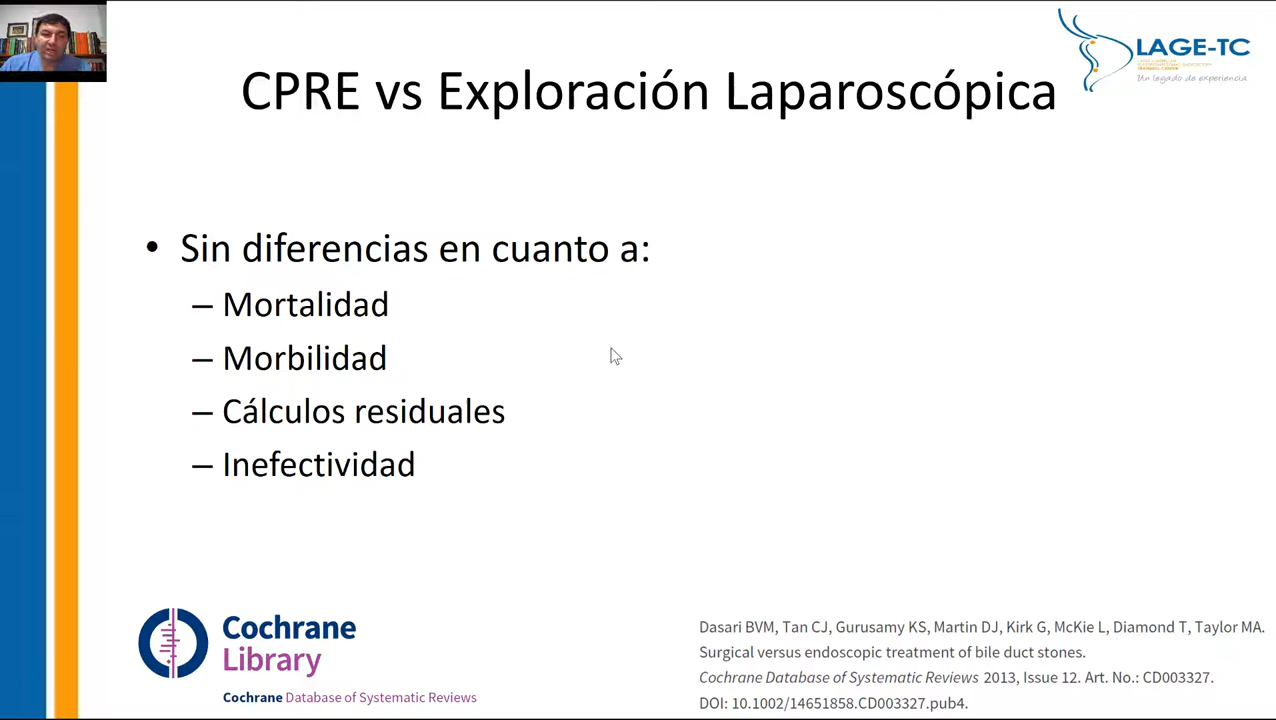 LAGE-TC
Un legado de experiencia
CPRE vs Exploración Laparoscópica
• Sin diferencias en cuanto a:
– Mortalidad
– Morbilidad
– Cálculos residuales
– Inefectividad
Cochrane
Library
Cochrane Database of Systematic Reviews
Dasari BVM, Tan CJ, Gurusamy KS, Martin DJ, Kirk G, McKie L, Diamond T, Taylor MA.
Surgical versus endoscopic treatment of bile duct stones.
Cochrane Database of Systematic Reviews 2013, Issue 12. Art. No.: CD003327.
DOI: 10.1002/14651858.CD003327.pub4.